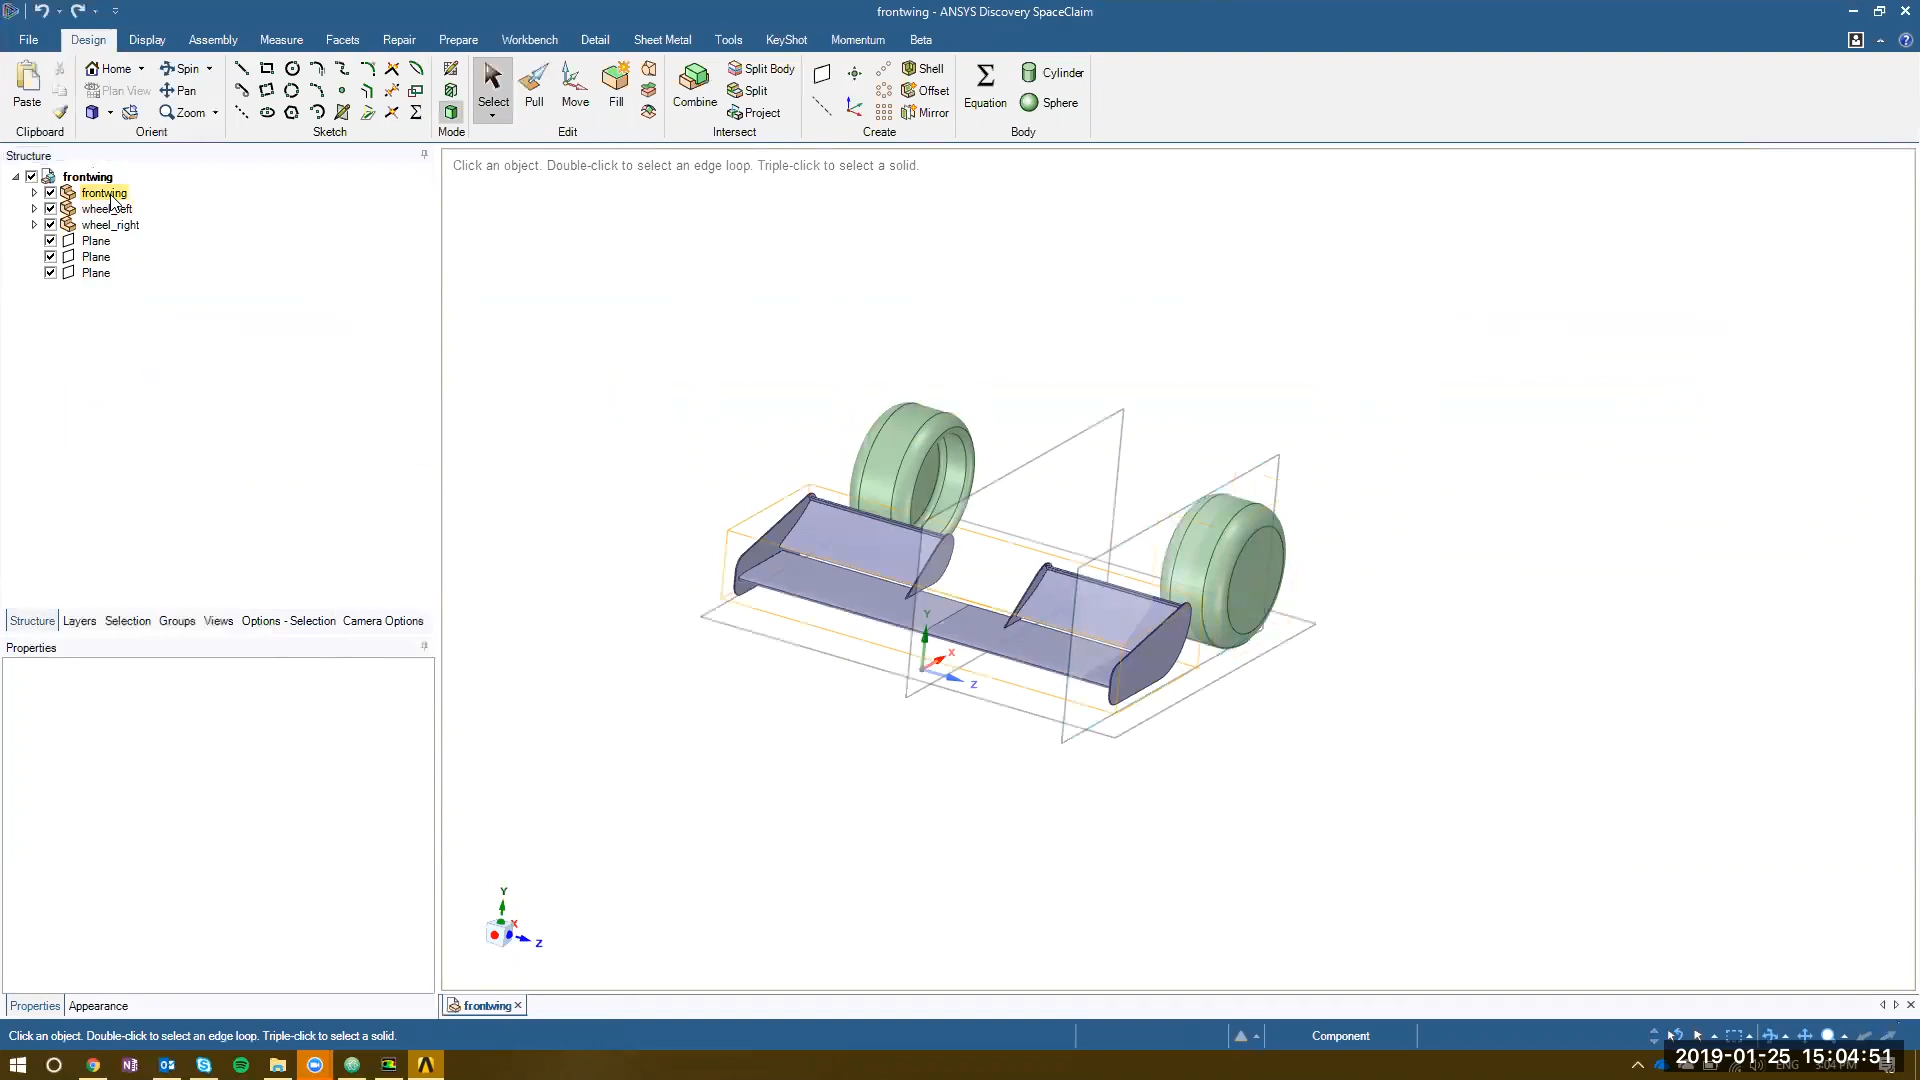 frontwing - ANSYS Discovery SpaceClaim
File Design Display Assembly Measure Facets Repair Prepare Workbench Detail Sheet Metal Tools KeyShot Momentum Beta
Home Spin Split Body Shell Cylinder
Plan View Pan Split Offset
Paste Select Pull Move Fill Combine Equation Sphere
Zoom Project Mirror
Clipboard Orient Sketch Mode Edit Intersect Create Body
Structure
Click an object. Double-click to select an edge loop. Triple-click to select a solid.
frontwing
frontwing
wheel_left
wheel_right
Plane
Plane
Plane
Y
X
Z
Structure Layers Selection Groups Views Options - Selection Camera Options
Properties
Y
X
Z
Properties Appearance
frontwing
Click an object. Double-click to select an edge loop. Triple-click to select a solid.
Component
2019-01-25 15:04:51